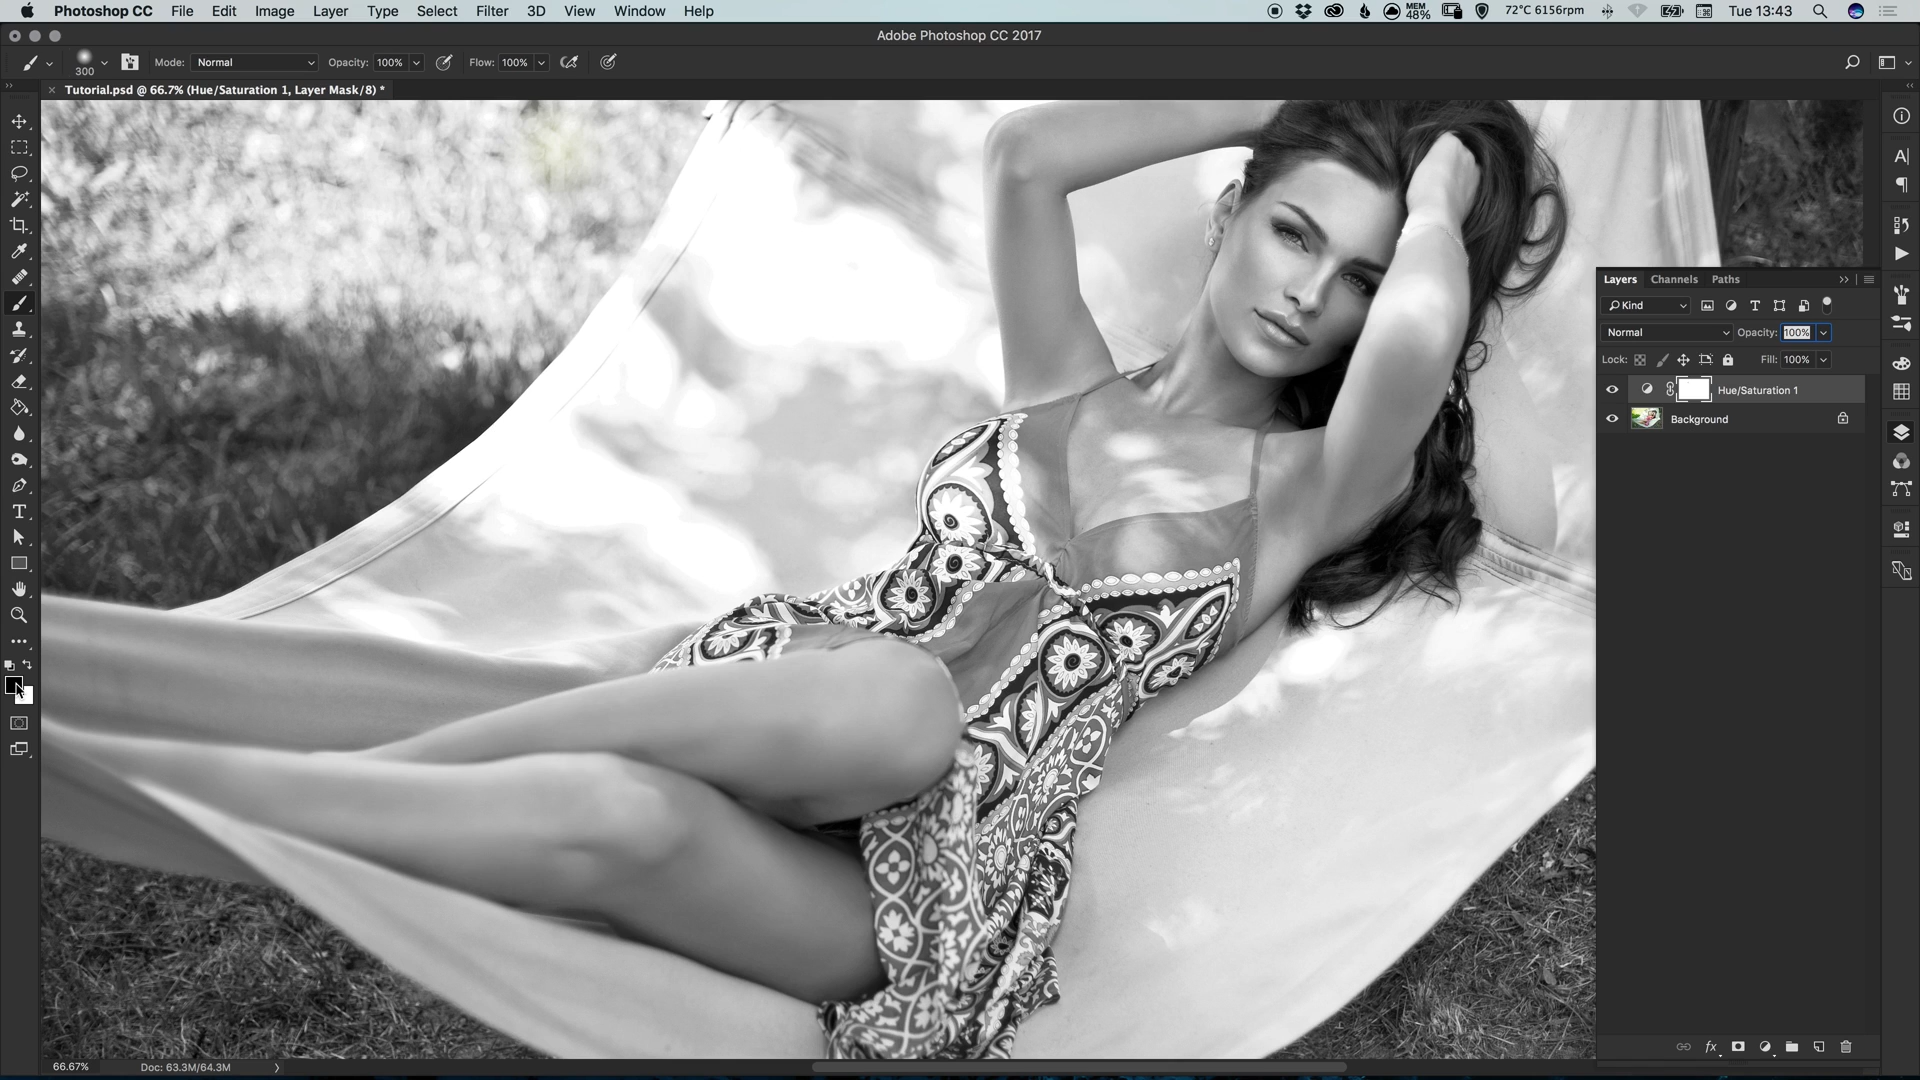 Photoshop CC File Edit Image Layer Type Select Filter 3D View Window Help MEM 48% 72°C 6156rpm Tue 13:43
Adobe Photoshop CC 2017
300 Mode: Normal Opacity: 100% Flow: 100%
Tutorial.psd @ 66.7% (Hue/Saturation 1, Layer Mask/8) *
Layers Channels Paths
Kind
Normal Opacity: 100%
Lock: Fill: 100%
Hue/Saturation 1
Background
66.67% Doc: 63.3M/64.3M